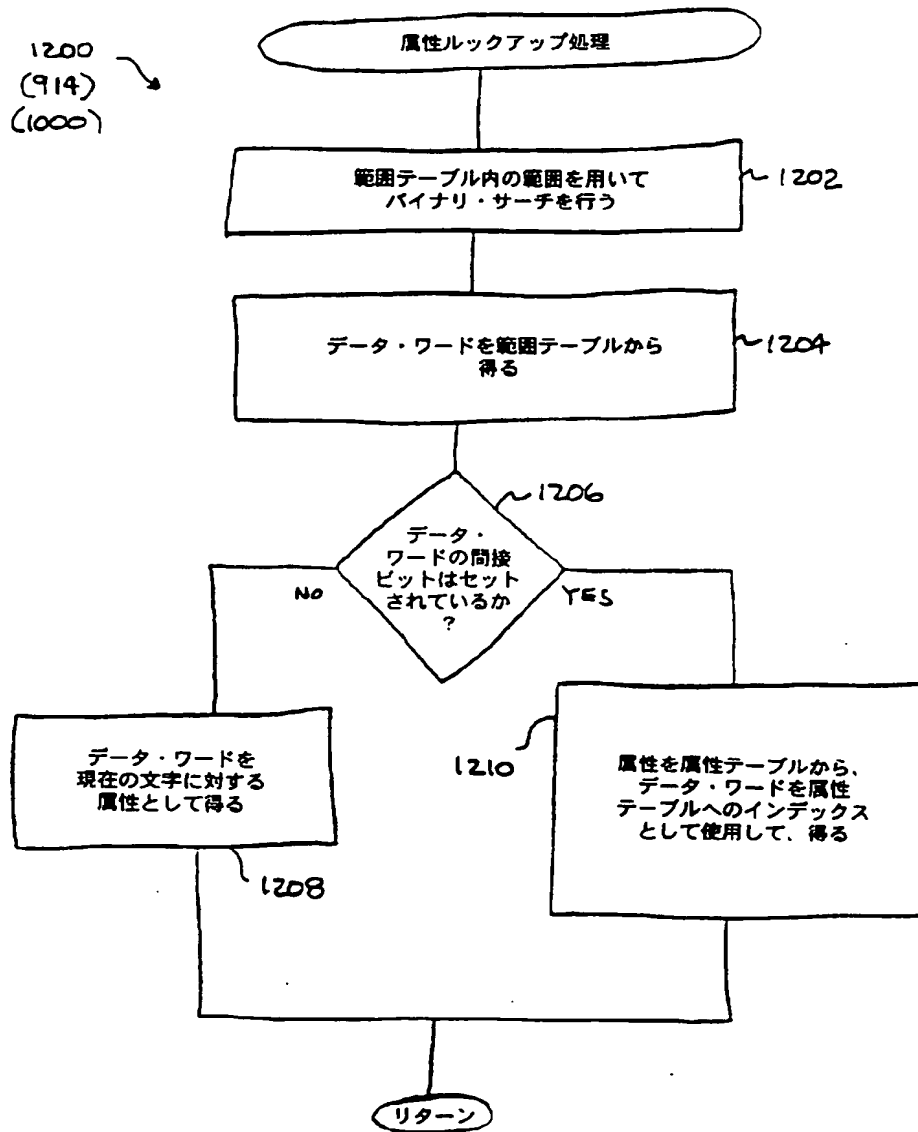 1200
(914)
(1000)
属性ルックアップ処理
範囲テーブル内の範囲を用いて
バイナリ・サーチを行う
1202
データ・ワードを範囲テーブルから
得る
1204
1206
データ・
ワードの間接
ビットはセット
されているか
?
NO
YES
データ・ワードを
現在の文字に対する
属性として得る
1208
1210
属性を属性テーブルから、
データ・ワードを属性
テーブルへのインデックス
として使用して、得る
リターン